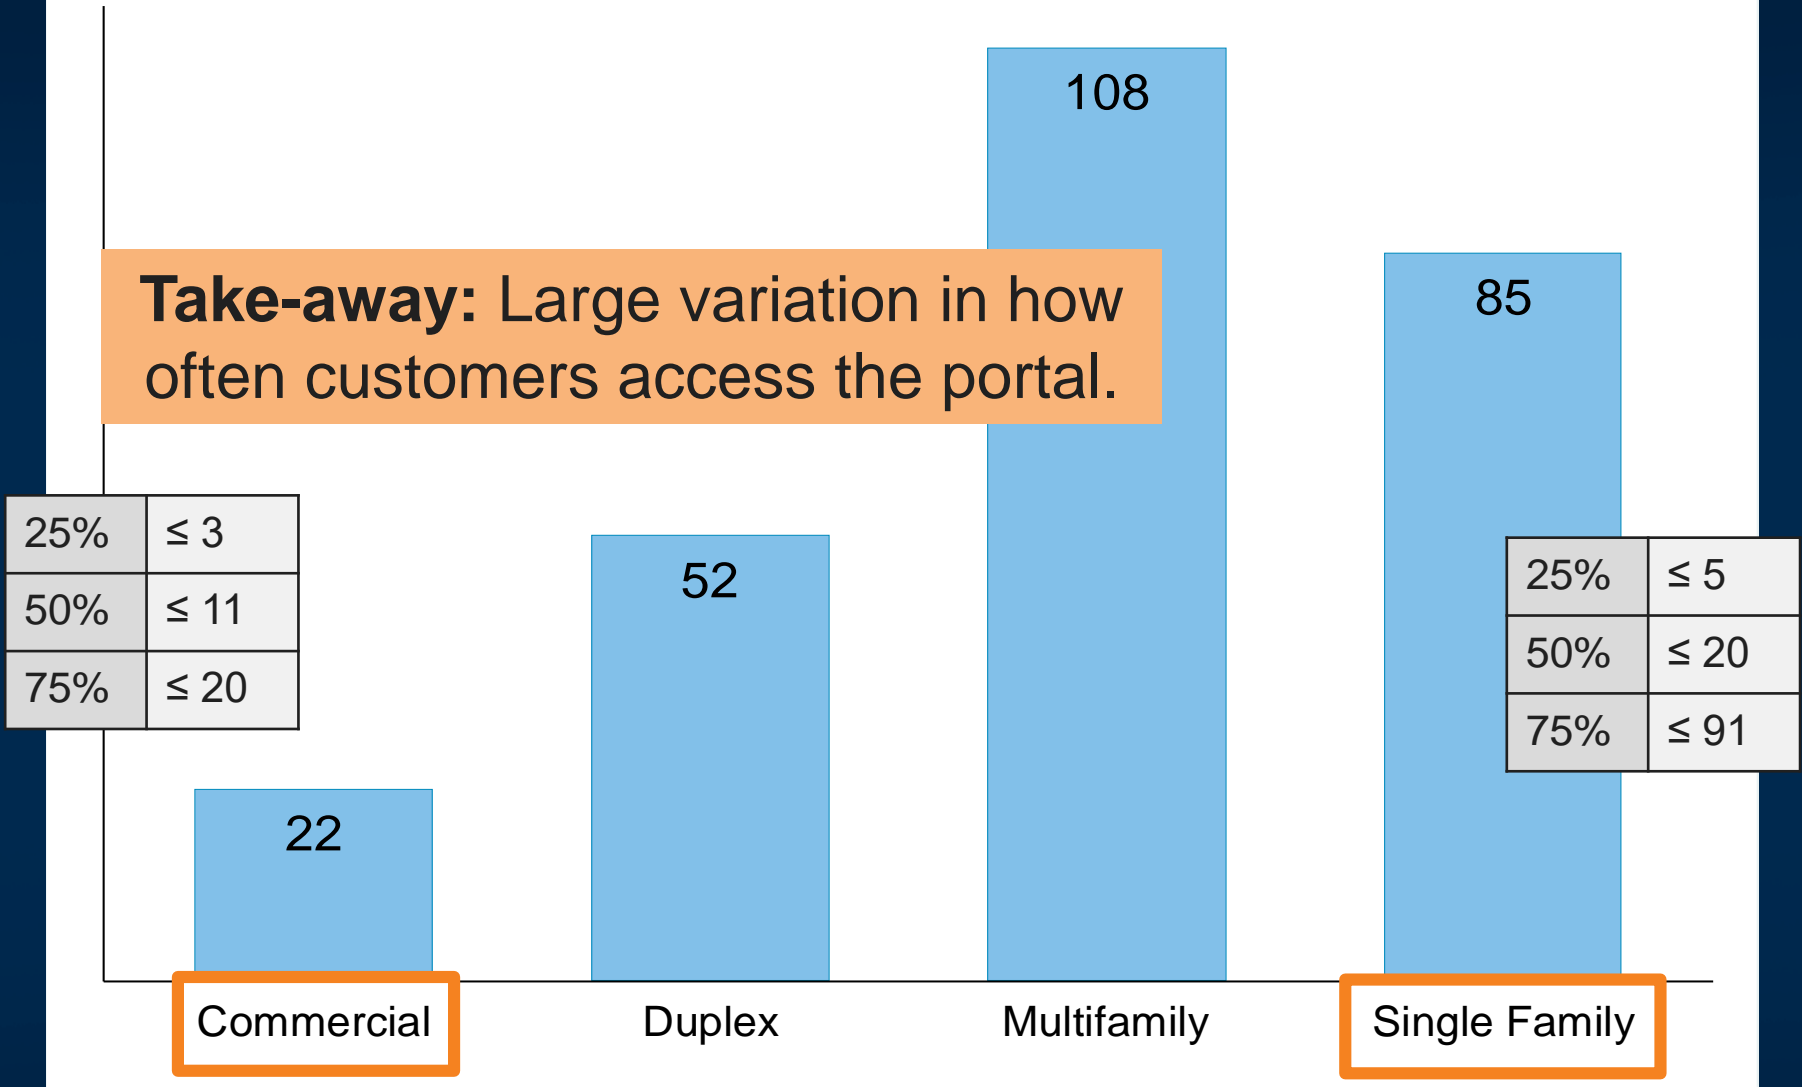 108
85
Take-away: Large variation in how
often customers access the portal.
25% ≤ 3
50% ≤ 11
75% ≤ 20
52
25% ≤ 5
50% ≤ 20
75% ≤ 91
22
Commercial Duplex Multifamily Single Family